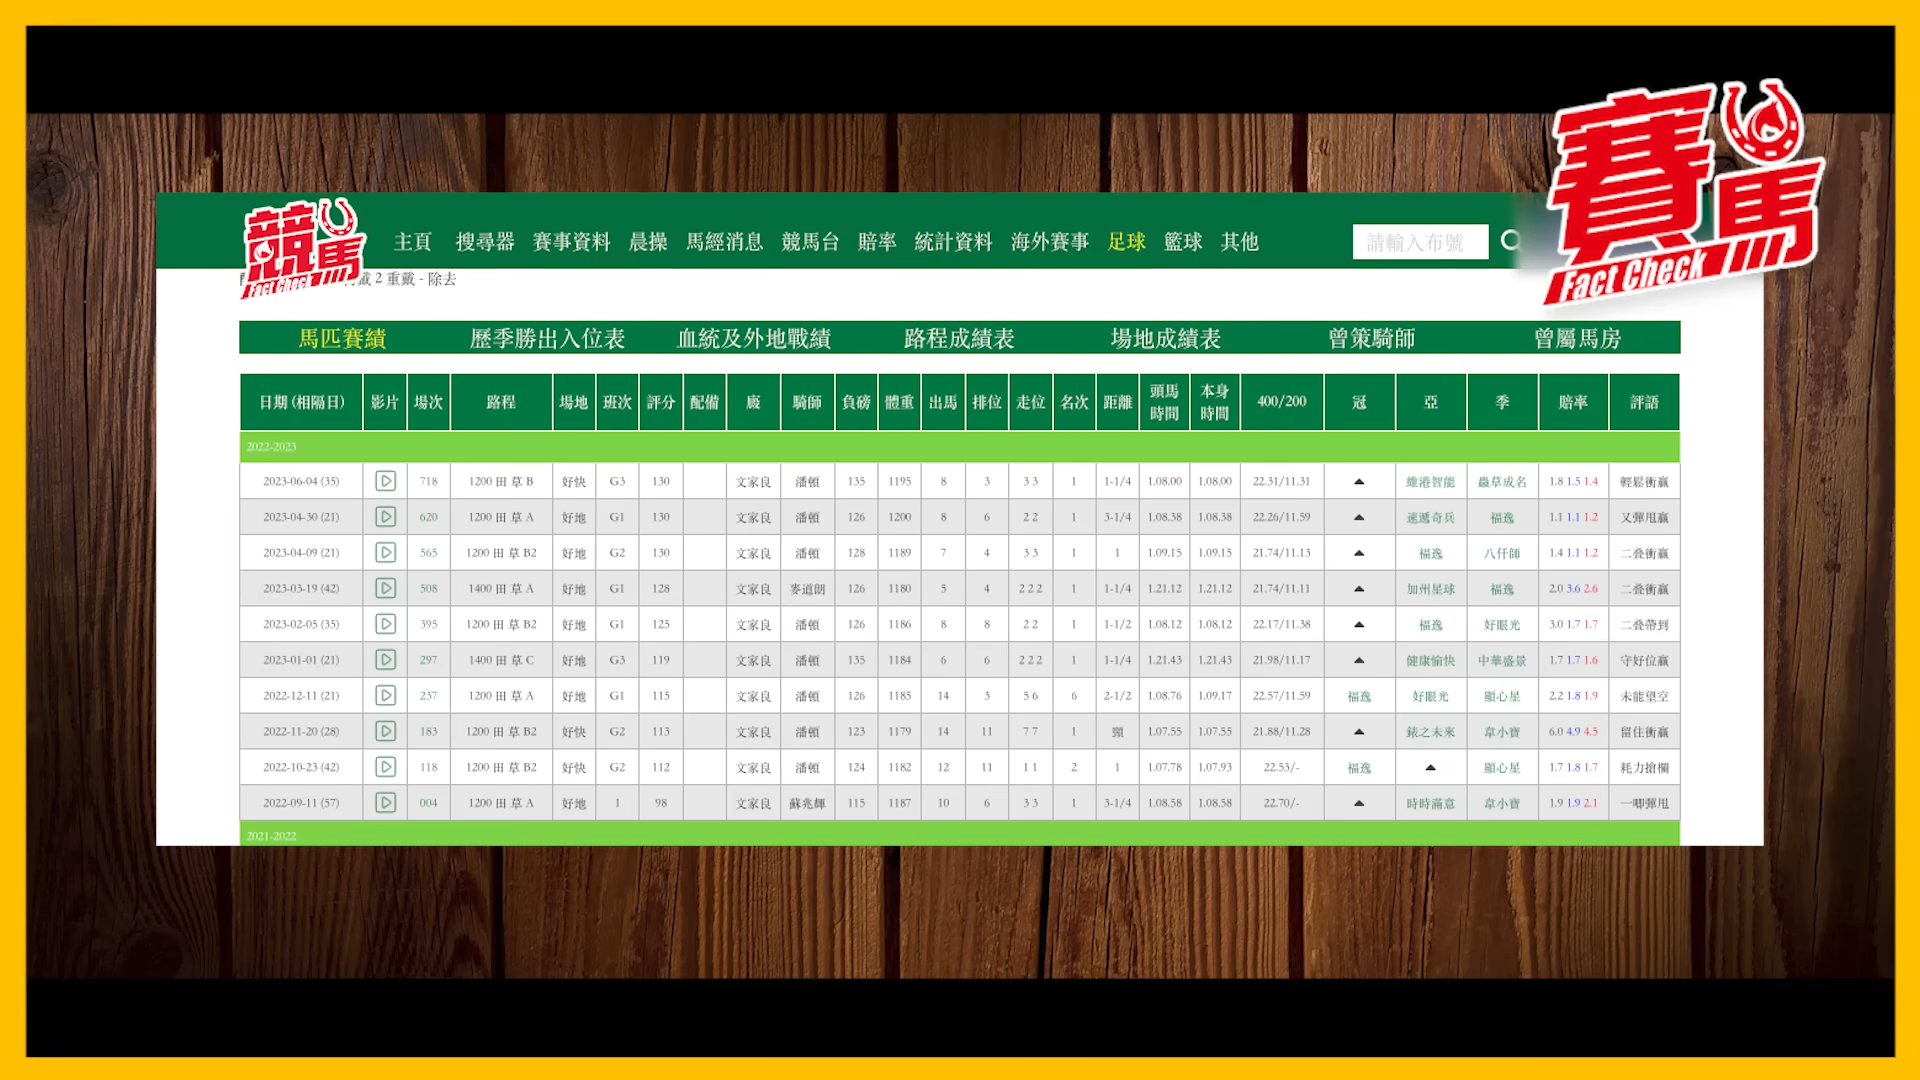 賽馬
Fact Check
競馬
Fact Check
主頁 搜尋器 賽事資料 晨操 馬經消息 競馬台 賠率 統計資料 海外賽事 足球 籃球 其他 請輸入布號
戴 2 重戴 - 除去
馬匹賽績 歷季勝出入位表 血統及外地戰績 路程成績表 場地成績表 曾策騎師 曾屬馬房
日期 (相隔日) 影片 場次 路程 場地 班次 評分 配備 廄 騎師 負磅 體重 出馬 排位 走位 名次 距離 頭馬時間 本身時間 400/200 冠 亞 季 賠率 評語
2022-2023
2023-06-04 (35) 718 1200 田 草 B 好快 G3 130 文家良 潘頓 135 1195 8 3 3 3 1 1-1/4 1.08.00 1.08.00 22.31/11.31 維港智能 蟲草成名 1.8 1.5 1.4 輕鬆衝贏
2023-04-30 (21) 620 1200 田 草 A 好地 G1 130 文家良 潘頓 126 1200 8 6 2 2 1 3-1/4 1.08.38 1.08.38 22.26/11.59 速遞奇兵 福逸 1.1 1.1 1.2 又彈甩贏
2023-04-09 (21) 565 1200 田 草 B2 好地 G2 130 文家良 潘頓 128 1189 7 4 3 3 1 1 1.09.15 1.09.15 21.74/11.13 福逸 八仟師 1.4 1.1 1.2 二疊衝贏
2023-03-19 (42) 508 1400 田 草 A 好地 G1 128 文家良 麥道朗 126 1180 5 4 2 2 2 1 1-1/4 1.21.12 1.21.12 21.74/11.11 加州星球 福逸 2.0 3.6 2.6 二疊衝贏
2023-02-05 (35) 395 1200 田 草 B2 好地 G1 125 文家良 潘頓 126 1186 8 8 2 2 1 1-1/2 1.08.12 1.08.12 22.17/11.38 福逸 好眼光 3.0 1.7 1.7 二疊帶到
2023-01-01 (21) 297 1400 田 草 C 好地 G3 119 文家良 潘頓 135 1184 6 6 2 2 2 1 1-1/4 1.21.43 1.21.43 21.98/11.17 健康愉快 中華盛景 1.7 1.7 1.6 守好位贏
2022-12-11 (21) 237 1200 田 草 A 好地 G1 115 文家良 潘頓 126 1185 14 3 5 6 6 2-1/2 1.08.76 1.09.17 22.57/11.59 福逸 好眼光 顯心星 2.2 1.8 1.9 未能望空
2022-11-20 (28) 183 1200 田 草 B2 好快 G2 113 文家良 潘頓 123 1179 14 11 7 7 1 頸 1.07.55 1.07.55 21.88/11.28 錶之未來 韋小寶 6.0 4.9 4.5 留住衝贏
2022-10-23 (42) 118 1200 田 草 B2 好快 G2 112 文家良 潘頓 124 1182 12 11 1 1 2 1 1.07.78 1.07.93 22.53/- 福逸 顯心星 1.7 1.8 1.7 耗力搶欄
2022-09-11 (57) 004 1200 田 草 A 好地 1 98 文家良 蘇兆輝 115 1187 10 6 3 3 1 3-1/4 1.08.58 1.08.58 22.70/- 時時滿意 韋小寶 1.9 1.9 2.1 一唧彈甩
2021-2022